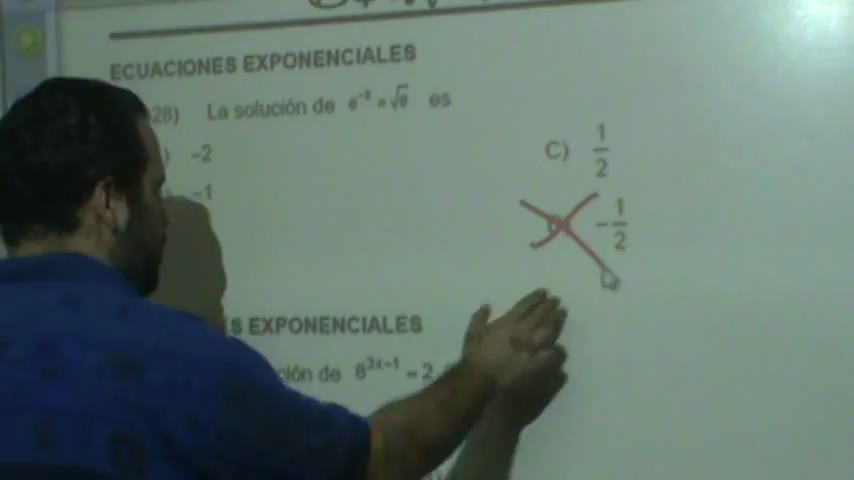 ECUACIONES EXPONENCIALES
28) La solución de e^-x = √e es
) -2
-1
C) 1/2
-1/2
S EXPONENCIALES
ción de 8^3x-1 = 2